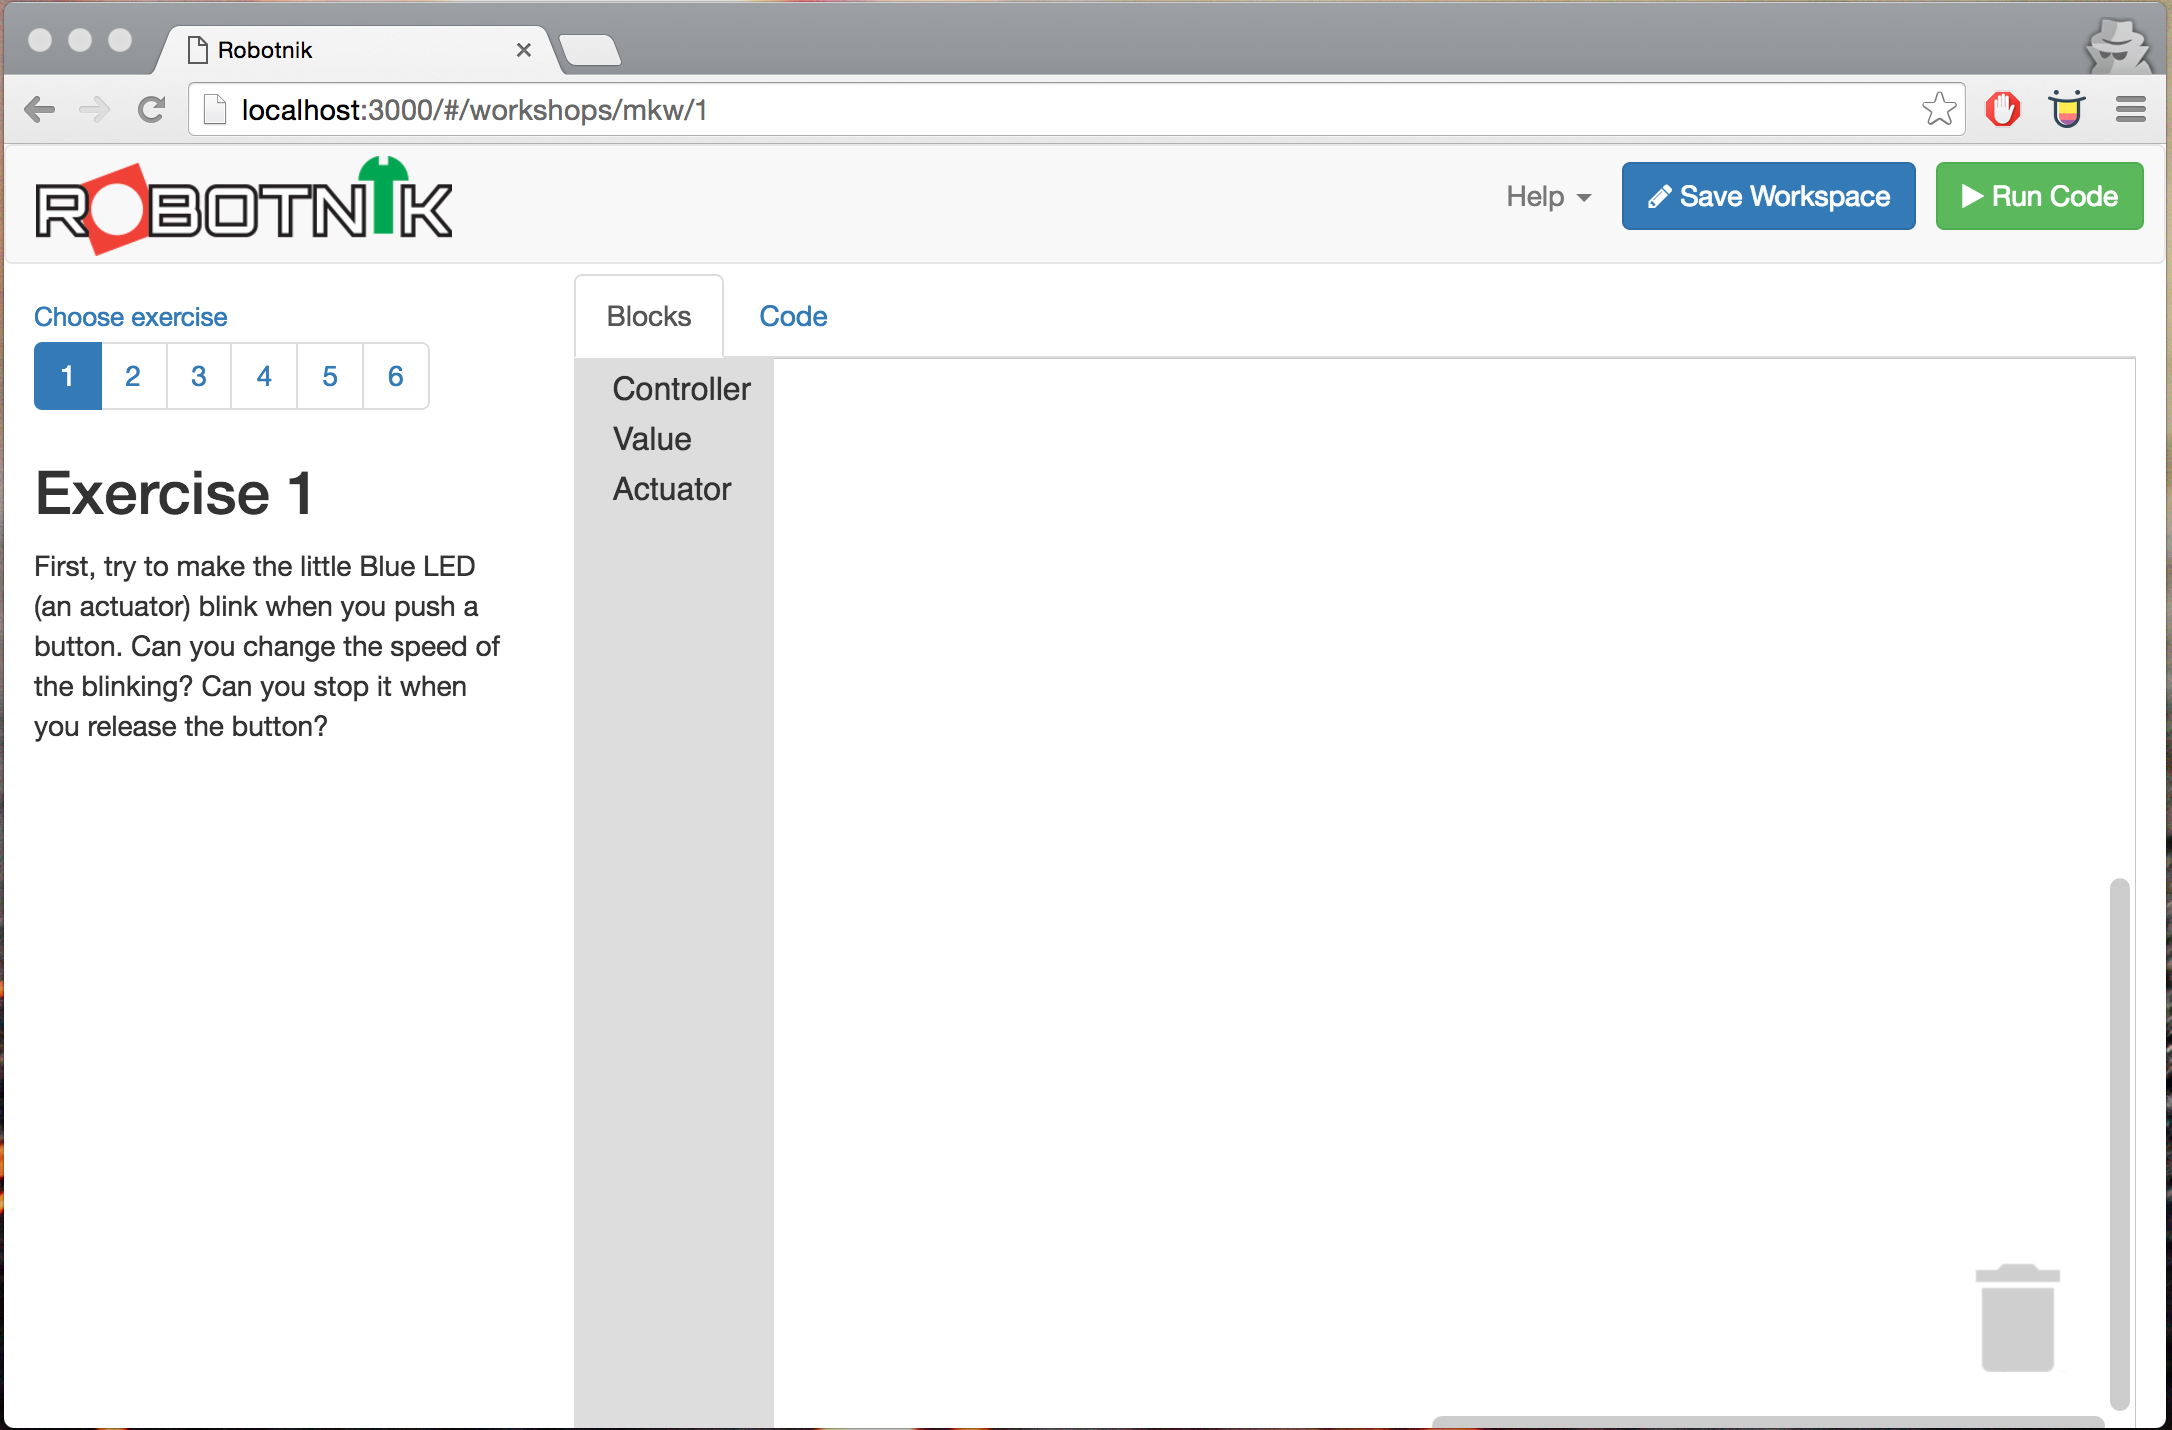 Robotnik
localhost:3000/#/workshops/mkw/1
ROBOTNIK
Help
Save Workspace
Run Code
Choose exercise
1 2 3 4 5 6
Exercise 1
First, try to make the little Blue LED
(an actuator) blink when you push a
button. Can you change the speed of
the blinking? Can you stop it when
you release the button?
Blocks
Code
Controller
Value
Actuator